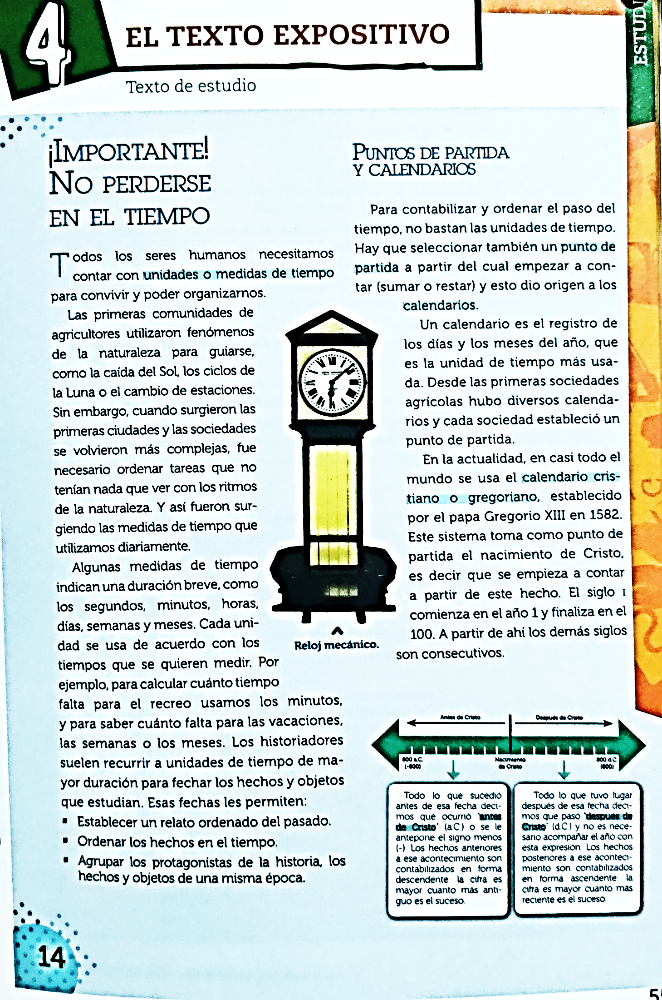 4
EL TEXTO EXPOSITIVO
Texto de estudio
¡IMPORTANTE!
NO PERDERSE
EN EL TIEMPO
Todos los seres humanos necesitamos
contar con unidades o medidas de tiempo
para convivir y poder organizarnos.
Las primeras comunidades de
agricultores utilizaron fenómenos
de la naturaleza para guiarse,
como la caída del Sol, los ciclos de
la Luna o el cambio de estaciones.
Sin embargo, cuando surgieron las
primeras ciudades y las sociedades
se volvieron más complejas, fue
necesario ordenar tareas que no
tenían nada que ver con los ritmos
de la naturaleza. Y así fueron sur-
giendo las medidas de tiempo que
utilizamos diariamente.
Algunas medidas de tiempo
indican una duración breve, como
los segundos, minutos, horas,
días, semanas y meses. Cada uni-
dad se usa de acuerdo con los
tiempos que se quieren medir. Por
ejemplo, para calcular cuánto tiempo
falta para el recreo usamos los minutos,
y para saber cuánto falta para las vacaciones,
las semanas o los meses. Los historiadores
suelen recurrir a unidades de tiempo de ma-
yor duración para fechar los hechos y objetos
que estudian. Esas fechas les permiten:
▪ Establecer un relato ordenado del pasado.
▪ Ordenar los hechos en el tiempo.
▪ Agrupar los protagonistas de la historia, los
hechos y objetos de una misma época.
Reloj mecánico.
PUNTOS DE PARTIDA
Y CALENDARIOS
Para contabilizar y ordenar el paso del
tiempo, no bastan las unidades de tiempo.
Hay que seleccionar también un punto de
partida a partir del cual empezar a con-
tar (sumar o restar) y esto dio origen a los
calendarios.
Un calendario es el registro de
los días y los meses del año, que
es la unidad de tiempo más usa-
da. Desde las primeras sociedades
agrícolas hubo diversos calenda-
rios y cada sociedad estableció un
punto de partida.
En la actualidad, en casi todo el
mundo se usa el calendario cris-
tiano o gregoriano, establecido
por el papa Gregorio XIII en 1582.
Este sistema toma como punto de
partida el nacimiento de Cristo,
es decir que se empieza a contar
a partir de este hecho. El siglo I
comienza en el año 1 y finaliza en el
100. A partir de ahí los demás siglos
son consecutivos.
Antes de Cristo
Después de Cristo
800 a.C.
(-800)
Nacimiento
de Cristo
800 d.C.
(800)
Todo lo que sucedió
antes de esa fecha deci-
mos que ocurrió "antes
de Cristo" (a.C.) o se le
antepone el signo menos
(-). Los hechos anteriores
a ese acontecimiento son
contabilizados en forma
descendente: la cifra es
mayor cuanto más anti-
guo es el suceso.
Todo lo que tuvo lugar
después de esa fecha deci-
mos que pasó "después de
Cristo" (d.C.) y no es nece-
sario acompañar el año con
esta expresión. Los hechos
posteriores a ese aconteci-
miento son contabilizados
en forma ascendente: la
cifra es mayor cuanto más
reciente es el suceso.
14